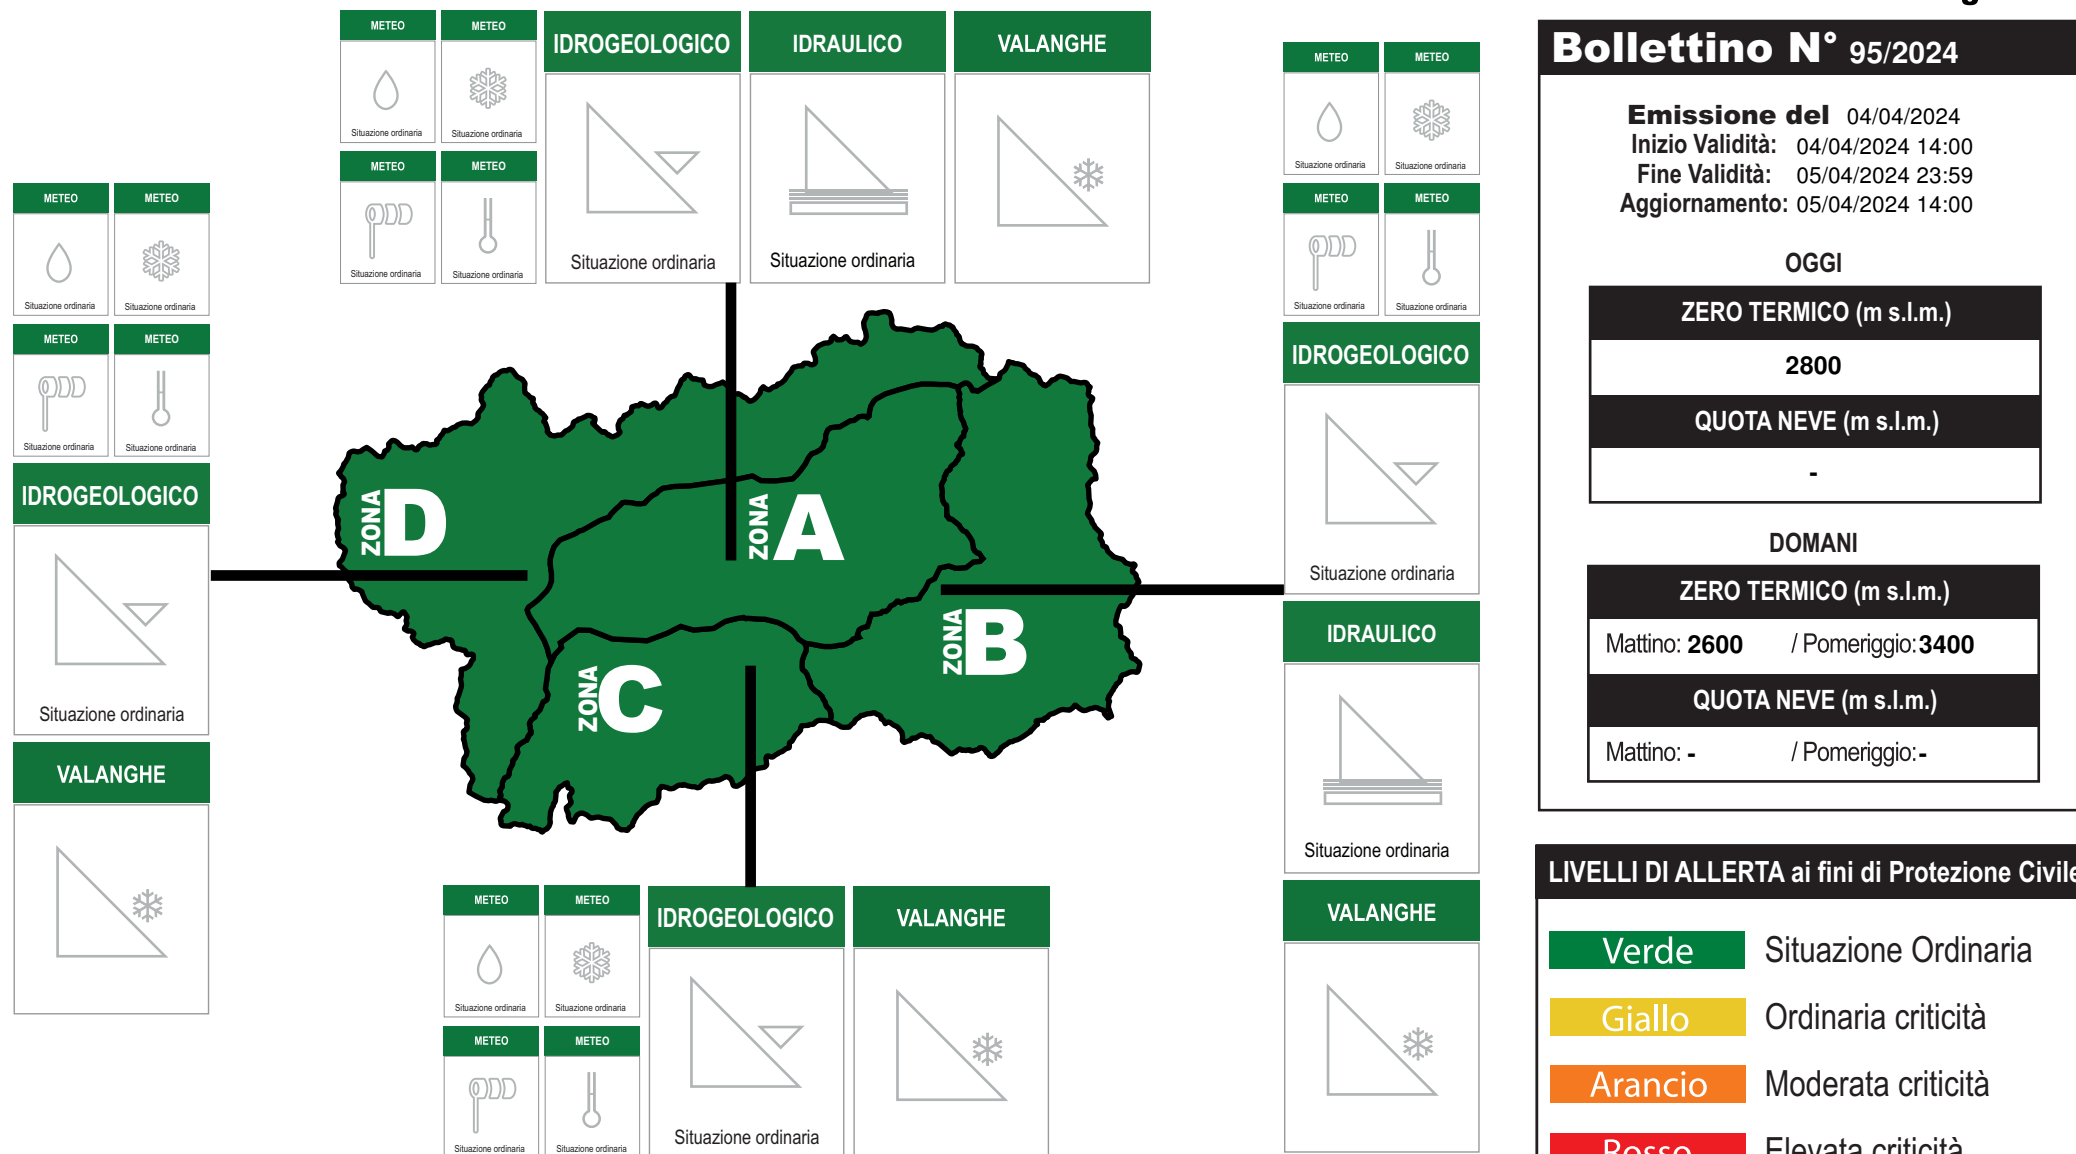 METEO
METEO
Situazione ordinaria
Situazione ordinaria
METEO
METEO
Situazione ordinaria
Situazione ordinaria
IDROGEOLOGICO
Situazione ordinaria
IDRAULICO
Situazione ordinaria
VALANGHE
METEO
METEO
Situazione ordinaria
Situazione ordinaria
METEO
METEO
Situazione ordinaria
Situazione ordinaria
IDROGEOLOGICO
Situazione ordinaria
VALANGHE
ZONA D
ZONA A
ZONA B
ZONA C
METEO
METEO
Situazione ordinaria
Situazione ordinaria
METEO
METEO
Situazione ordinaria
Situazione ordinaria
IDROGEOLOGICO
Situazione ordinaria
IDRAULICO
Situazione ordinaria
VALANGHE
METEO
METEO
Situazione ordinaria
Situazione ordinaria
METEO
METEO
Situazione ordinaria
Situazione ordinaria
IDROGEOLOGICO
Situazione ordinaria
VALANGHE
Bollettino N° 95/2024
Emissione del 04/04/2024
Inizio Validità: 04/04/2024 14:00
Fine Validità: 05/04/2024 23:59
Aggiornamento: 05/04/2024 14:00
OGGI
ZERO TERMICO (m s.l.m.)
2800
QUOTA NEVE (m s.l.m.)
-
DOMANI
ZERO TERMICO (m s.l.m.)
Mattino: 2600 / Pomeriggio: 3400
QUOTA NEVE (m s.l.m.)
Mattino: - / Pomeriggio: -
LIVELLI DI ALLERTA ai fini di Protezione Civile
Verde Situazione Ordinaria
Giallo Ordinaria criticità
Arancio Moderata criticità
Rosso Elevata criticità